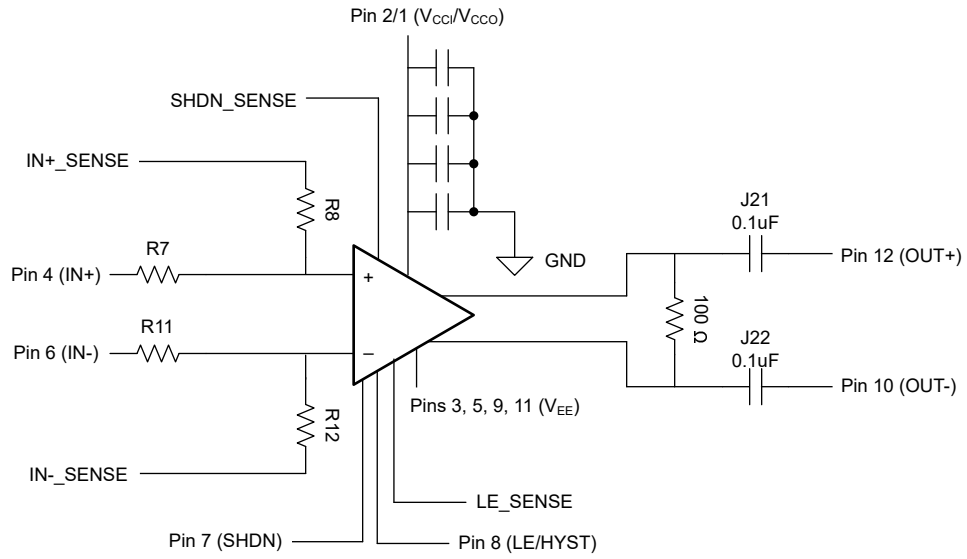 Pin 2/1 (VCCI/VCCO)
SHDN_SENSE
IN+_SENSE
R8
J21
0.1uF
R7
Pin 4 (IN+)
+
GND
Pin 12 (OUT+)
100 Ω
R11
Pin 6 (IN-)
−
J22
0.1uF
Pin 10 (OUT-)
Pins 3, 5, 9, 11 (VEE)
R12
IN-_SENSE
LE_SENSE
Pin 7 (SHDN)
Pin 8 (LE/HYST)